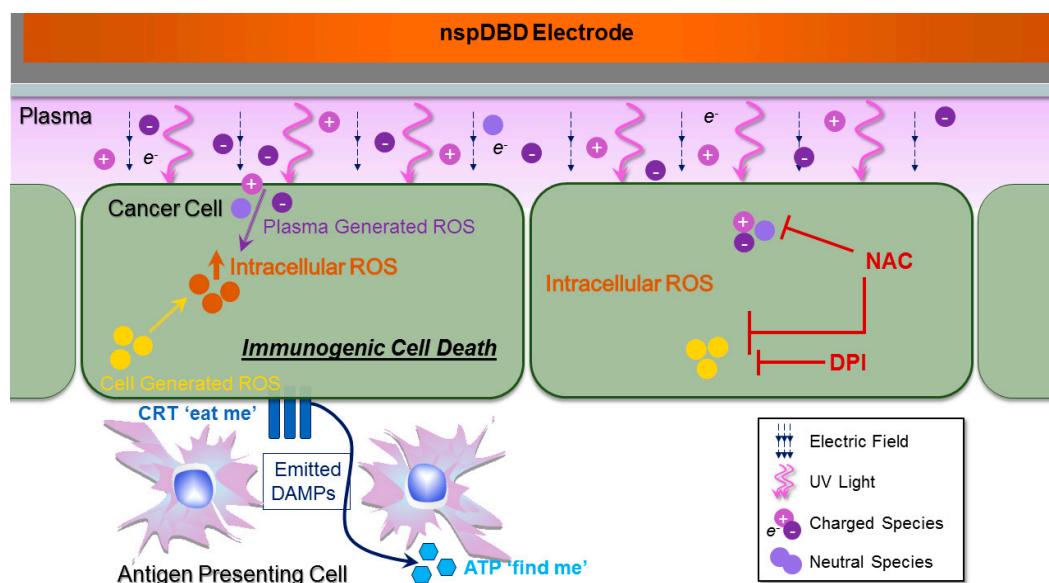 nspDBD Electrode
Plasma
e-
e-
e-
Cancer Cell
Plasma Generated ROS
Intracellular ROS
Immunogenic Cell Death
Cell Generated ROS
Intracellular ROS
NAC
DPI
CRT ‘eat me’
Emitted
DAMPs
ATP ‘find me’
Antigen Presenting Cell
Electric Field
UV Light
e-
Charged Species
Neutral Species